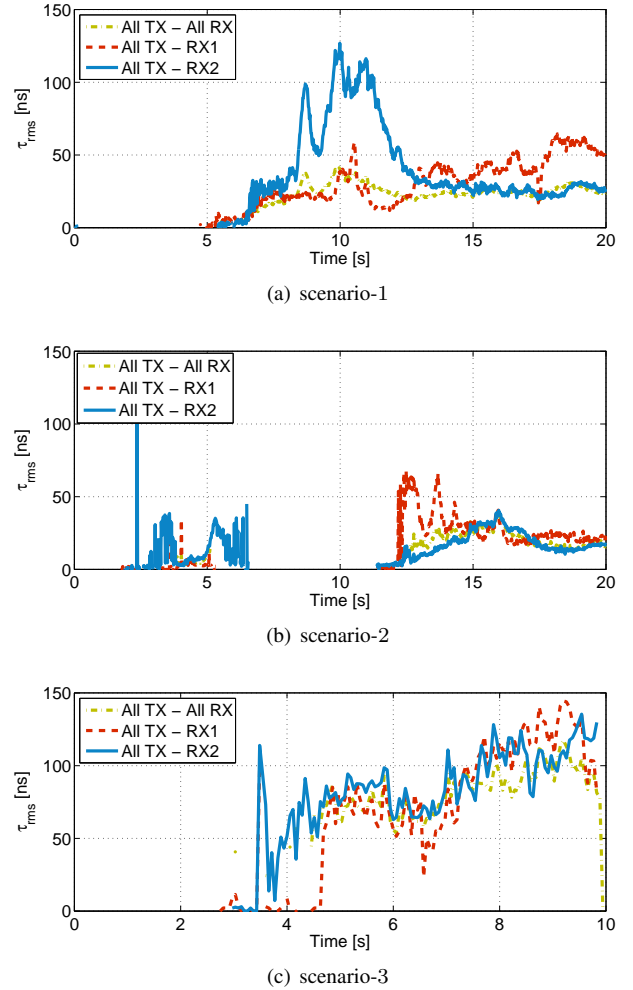 150
100
50
0
τrms [ns]
All TX – All RX
All TX – RX1
All TX – RX2
0 5 10 15 20
Time [s]
(a) scenario-1
150
100
50
0
τrms [ns]
All TX – All RX
All TX – RX1
All TX – RX2
0 5 10 15 20
Time [s]
(b) scenario-2
150
100
50
0
τrms [ns]
All TX – All RX
All TX – RX1
All TX – RX2
0 2 4 6 8 10
Time [s]
(c) scenario-3